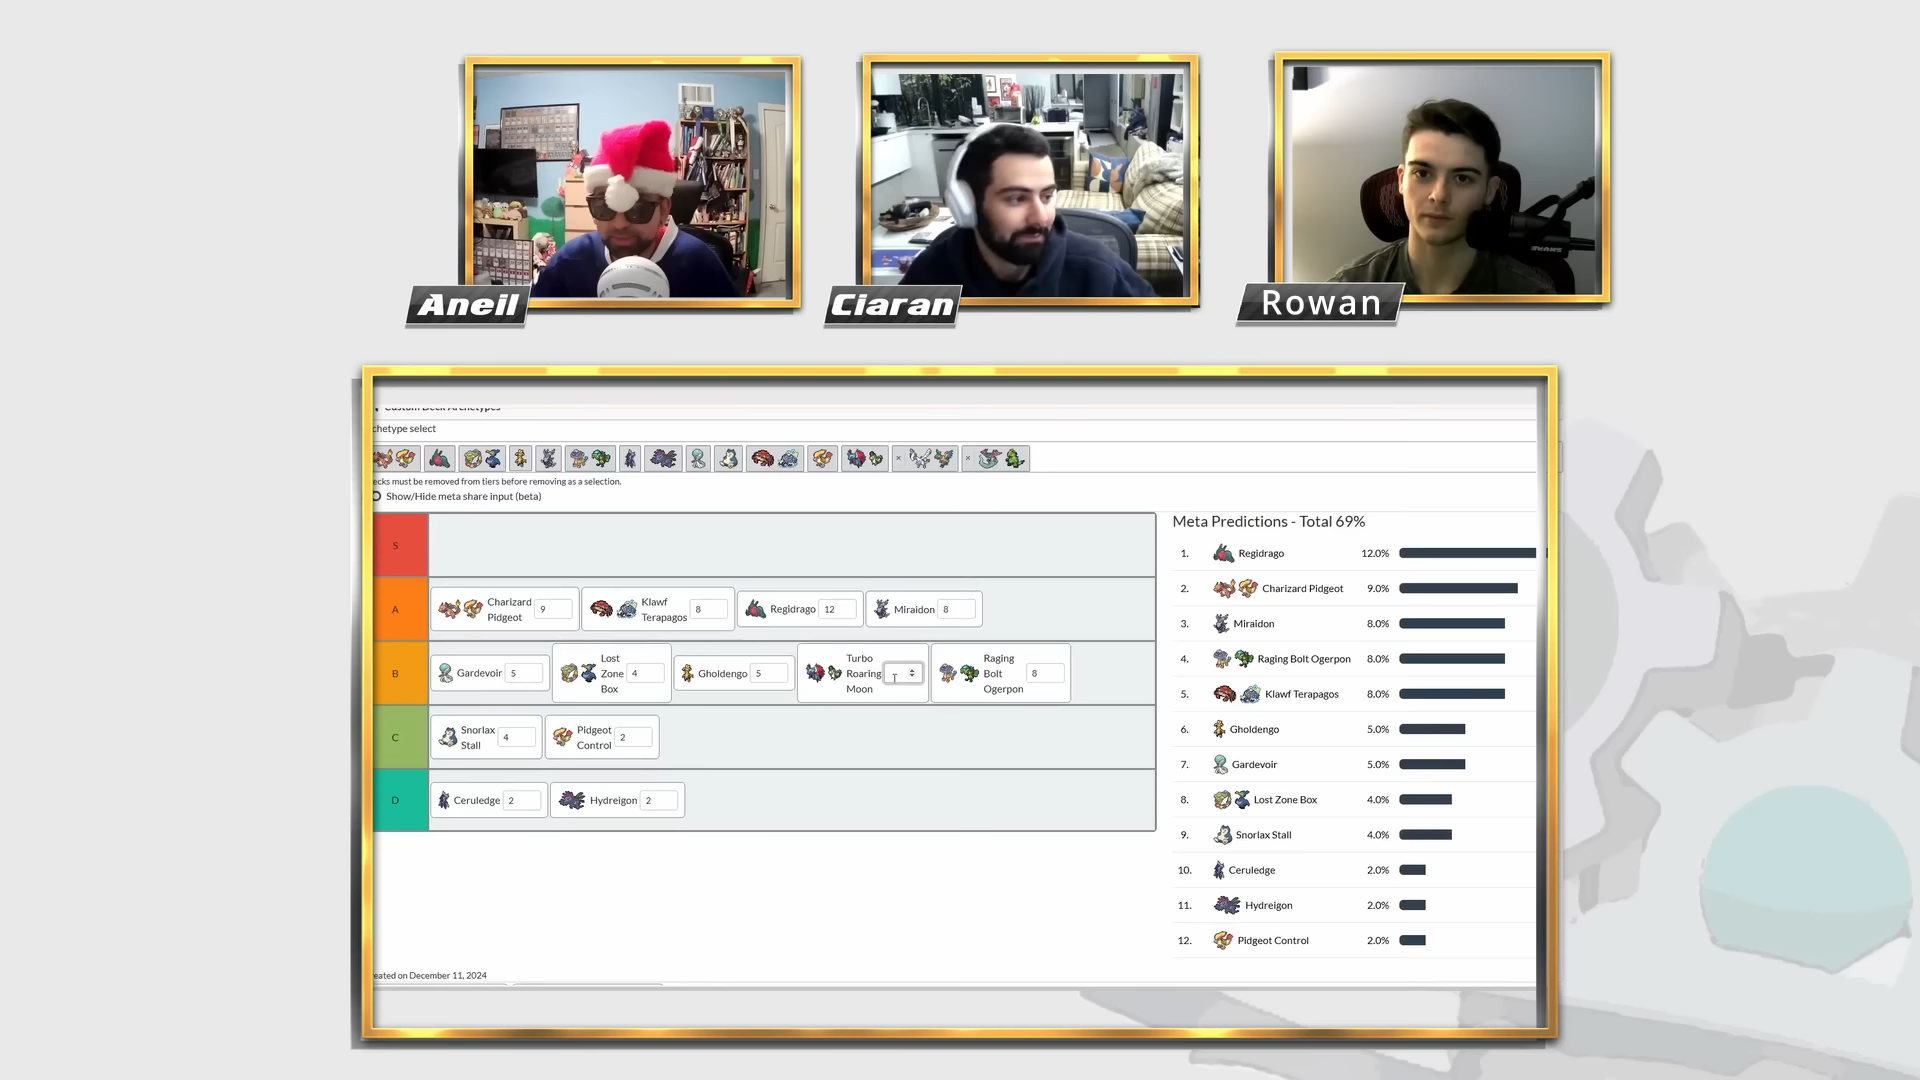 Aneil
Ciaran
Rowan
Custom Deck Archetypes
chetype select
ecks must be removed from tiers before removing as a selection.
Show/Hide meta share input (beta)
S
A
Charizard
Pidgeot
9
Klawf
Terapagos
8
Regidrago 12
Miraidon 8
B
Gardevoir 5
Lost
Zone
Box
4
Gholdengo 5
Turbo
Roaring
Moon
Raging
Bolt
Ogerpon
8
C
Snorlax
Stall
4
Pidgeot
Control
2
D
Ceruledge 2
Hydreigon 2
eated on December 11, 2024
Meta Predictions - Total 69%
1. Regidrago 12.0%
2. Charizard Pidgeot 9.0%
3. Miraidon 8.0%
4. Raging Bolt Ogerpon 8.0%
5. Klawf Terapagos 8.0%
6. Gholdengo 5.0%
7. Gardevoir 5.0%
8. Lost Zone Box 4.0%
9. Snorlax Stall 4.0%
10. Ceruledge 2.0%
11. Hydreigon 2.0%
12. Pidgeot Control 2.0%